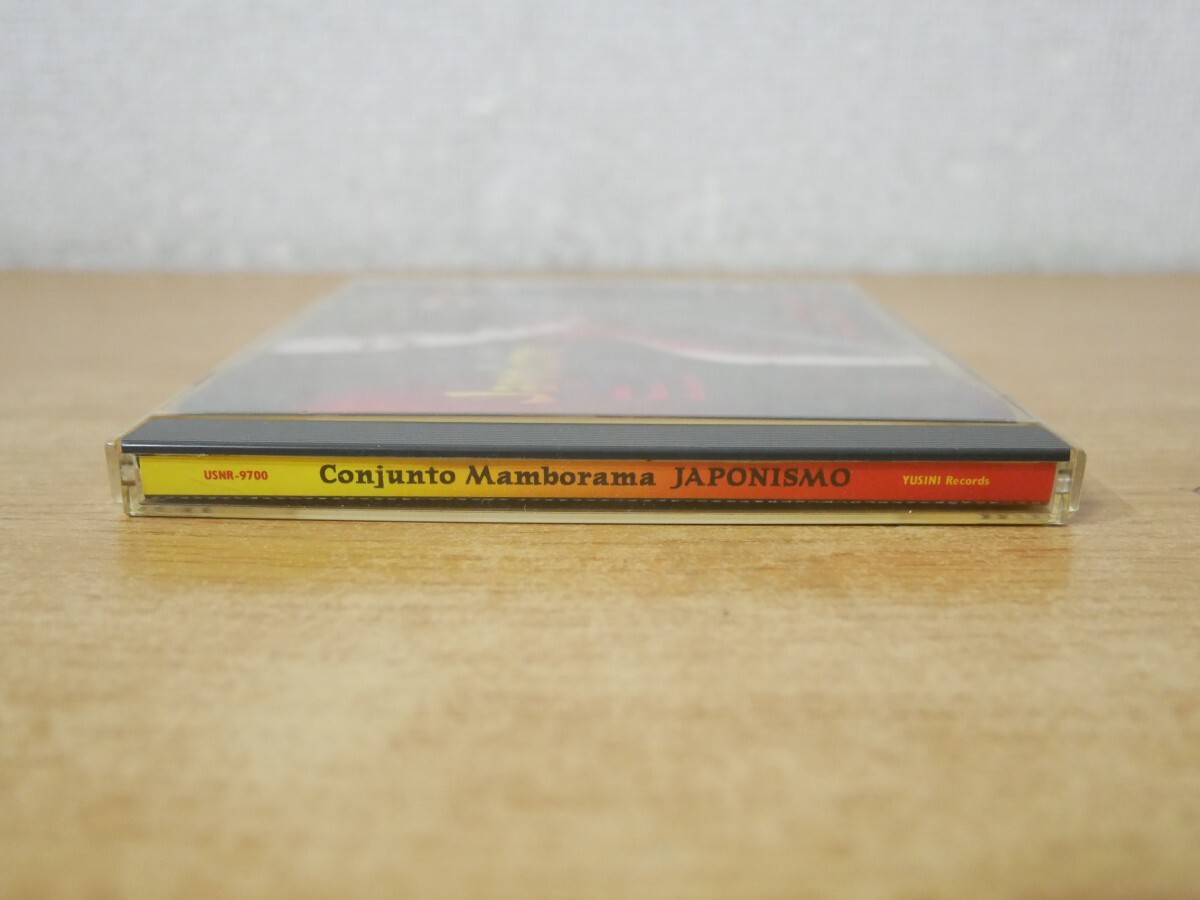 USNR-9700 Conjunto Mamborama JAPONISMO YUSINI Records